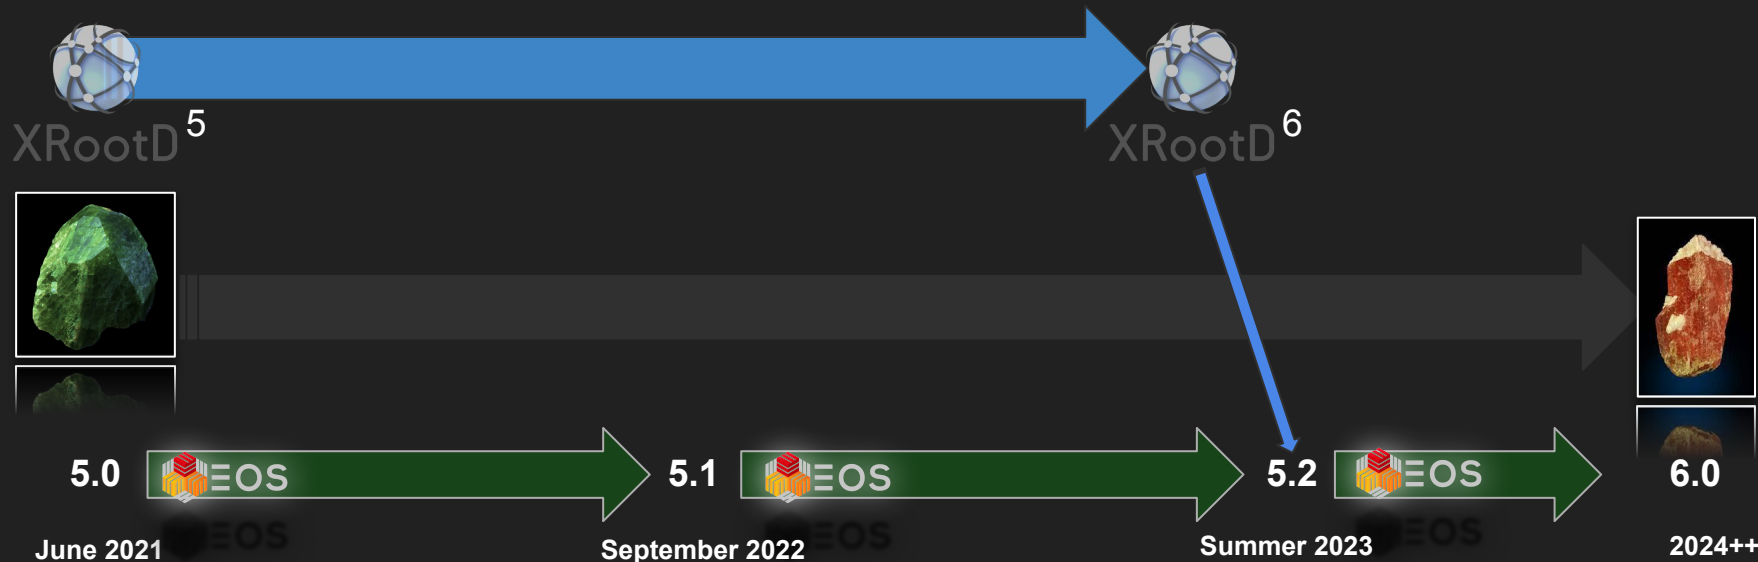 XRootD 5
XRootD 6
5.0
EOS
5.1
EOS
5.2
EOS
6.0
June 2021
September 2022
Summer 2023
2024++